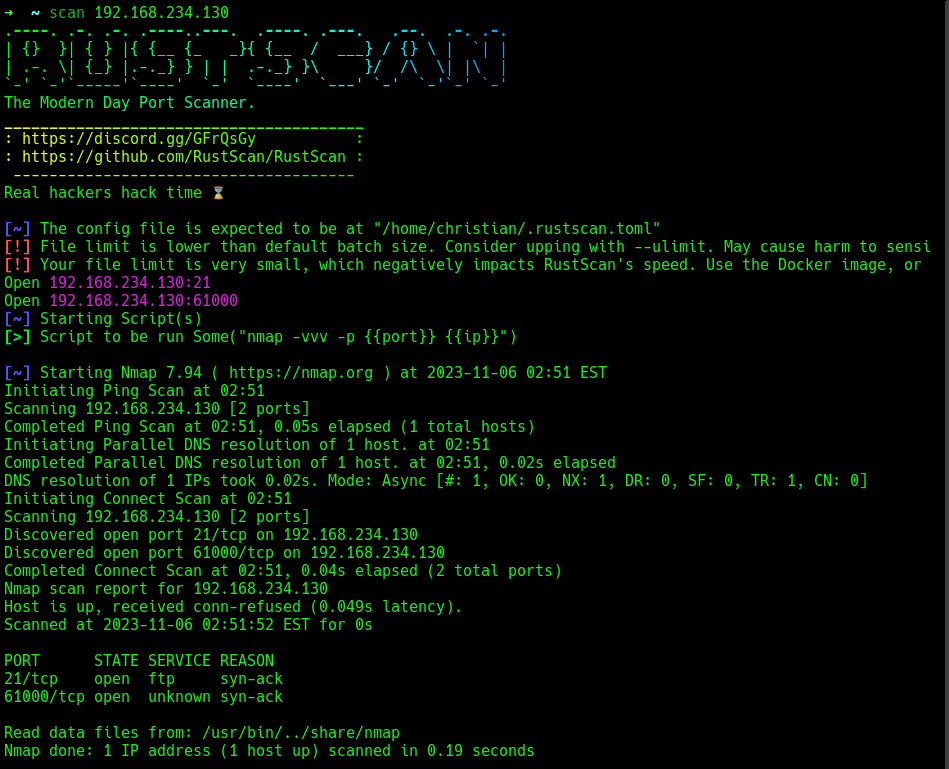 →  ~ scan 192.168.234.130
.----. .-. .-. .----..---.  .----. .---.   .--.  .-. .-.
| {}  }| { } |{ {__ {_   _}{ {__  /  ___} / {} \ |  `| |
| .-. \| {_} |.-._} } | |  .-._} }\     }/  /\  \| |\  |
`-' `-'`-----'`----'  `-'  `----'  `---' `-'  `-'`-' `-'
The Modern Day Port Scanner.
________________________________________
: https://discord.gg/GFrQsGy           :
: https://github.com/RustScan/RustScan :
 --------------------------------------
Real hackers hack time ⌛

[~] The config file is expected to be at "/home/christian/.rustscan.toml"
[!] File limit is lower than default batch size. Consider upping with --ulimit. May cause harm to sensi
[!] Your file limit is very small, which negatively impacts RustScan's speed. Use the Docker image, or
Open 192.168.234.130:21
Open 192.168.234.130:61000
[~] Starting Script(s)
[>] Script to be run Some("nmap -vvv -p {{port}} {{ip}}")

[~] Starting Nmap 7.94 ( https://nmap.org ) at 2023-11-06 02:51 EST
Initiating Ping Scan at 02:51
Scanning 192.168.234.130 [2 ports]
Completed Ping Scan at 02:51, 0.05s elapsed (1 total hosts)
Initiating Parallel DNS resolution of 1 host. at 02:51
Completed Parallel DNS resolution of 1 host. at 02:51, 0.02s elapsed
DNS resolution of 1 IPs took 0.02s. Mode: Async [#: 1, OK: 0, NX: 1, DR: 0, SF: 0, TR: 1, CN: 0]
Initiating Connect Scan at 02:51
Scanning 192.168.234.130 [2 ports]
Discovered open port 21/tcp on 192.168.234.130
Discovered open port 61000/tcp on 192.168.234.130
Completed Connect Scan at 02:51, 0.04s elapsed (2 total ports)
Nmap scan report for 192.168.234.130
Host is up, received conn-refused (0.049s latency).
Scanned at 2023-11-06 02:51:52 EST for 0s

PORT      STATE SERVICE REASON
21/tcp    open  ftp     syn-ack
61000/tcp open  unknown syn-ack

Read data files from: /usr/bin/../share/nmap
Nmap done: 1 IP address (1 host up) scanned in 0.19 seconds